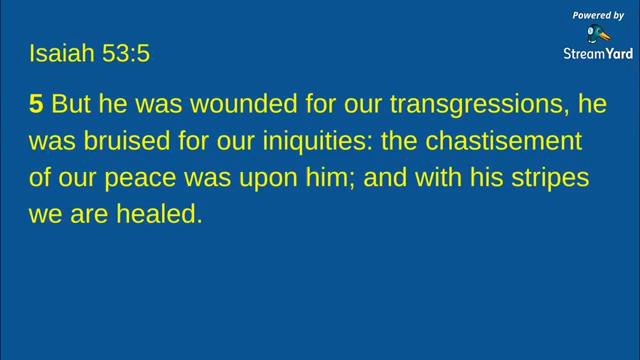 Powered by
StreamYard
Isaiah 53:5
5 But he was wounded for our transgressions, he
was bruised for our iniquities: the chastisement
of our peace was upon him; and with his stripes
we are healed.